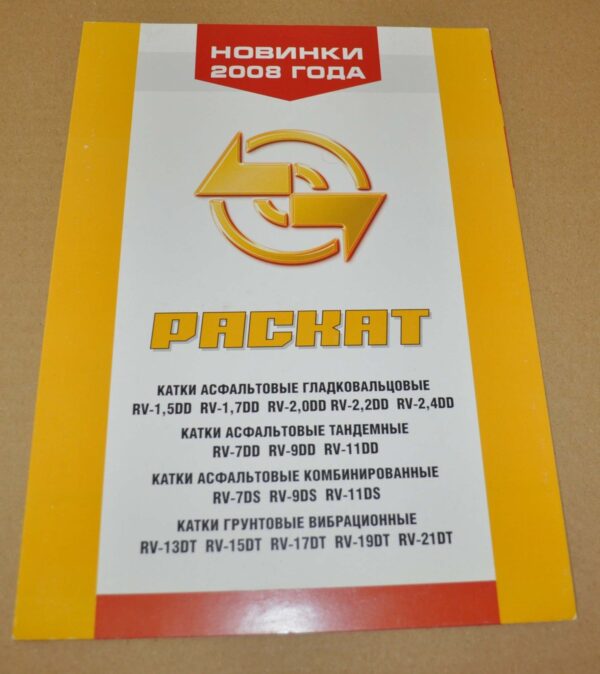 НОВИНКИ
2008 ГОДА
РАСКАТ
КАТКИ АСФАЛЬТОВЫЕ ГЛАДКОВАЛЬЦОВЫЕ
RV-1,5DD RV-1,7DD RV-2,0DD RV-2,2DD RV-2,4DD
КАТКИ АСФАЛЬТОВЫЕ ТАНДЕМНЫЕ
RV-7DD RV-9DD RV-11DD
КАТКИ АСФАЛЬТОВЫЕ КОМБИНИРОВАННЫЕ
RV-7DS RV-9DS RV-11DS
КАТКИ ГРУНТОВЫЕ ВИБРАЦИОННЫЕ
RV-13DT RV-15DT RV-17DT RV-19DT RV-21DT